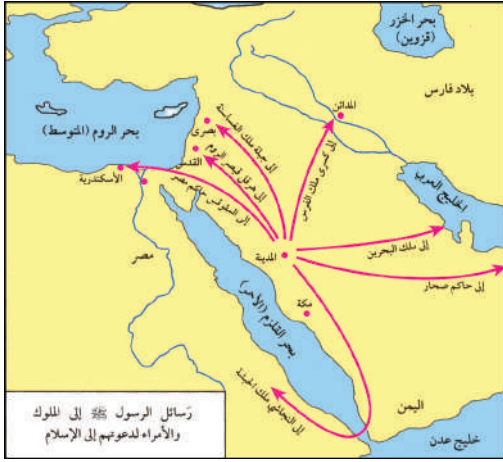 بحر الخزر
(قزوين)
بلاد فارس
المدائن
بحر الروم (المتوسط)
بصرى
القدس
الأسكندرية
إلى جبلة ملك الغساسنة
إلى هرقل قيصر الروم
إلى المقوقس حاكم مصر
إلى كسرى ملك الفرس
الخليج العربي
المدينة
إلى ملك البحرين
إلى حاكم صحار
مصر
مكة
بحر القلزم (الأحمر)
إلى النجاشي ملك الحبشة
اليمن
خليج عدن
رسائل الرسول ﷺ إلى الملوك
والأمراء لدعوتهم إلى الإسلام